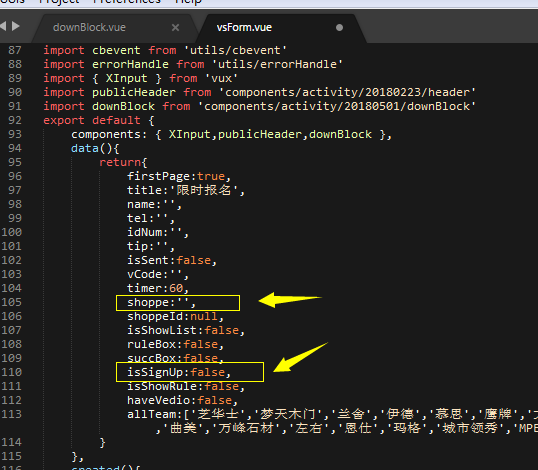 Project Preferences Help
downBlock.vue × vsForm.vue
87 import cbevent from 'utils/cbevent'
88 import errorHandle from 'utils/errorHandle'
89 import { XInput } from 'vux'
90 import publicHeader from 'components/activity/20180223/header'
91 import downBlock from 'components/activity/20180501/downBlock'
92 export default {
93 components: { XInput,publicHeader,downBlock },
94 data(){
95 return{
96 firstPage:true,
97 title:'限时报名',
98 name:'',
99 tel:'',
100 idNum:'',
101 tip:'',
102 isSent:false,
103 vCode:'',
104 timer:60,
105 shoppe:'',
106 shoppeId:null,
107 isShowList:false,
108 ruleBox:false,
109 succBox:false,
110 isSignUp:false,
111 isShowRule:false,
112 haveVedio:false,
113 allTeam:['芝华士','梦天木门','兰舍','伊德','慕思','鹰牌',
,'曲美','万峰石材','左右','恩仕','玛格','城市领秀','MPE
114 }
115 },
116 created(){